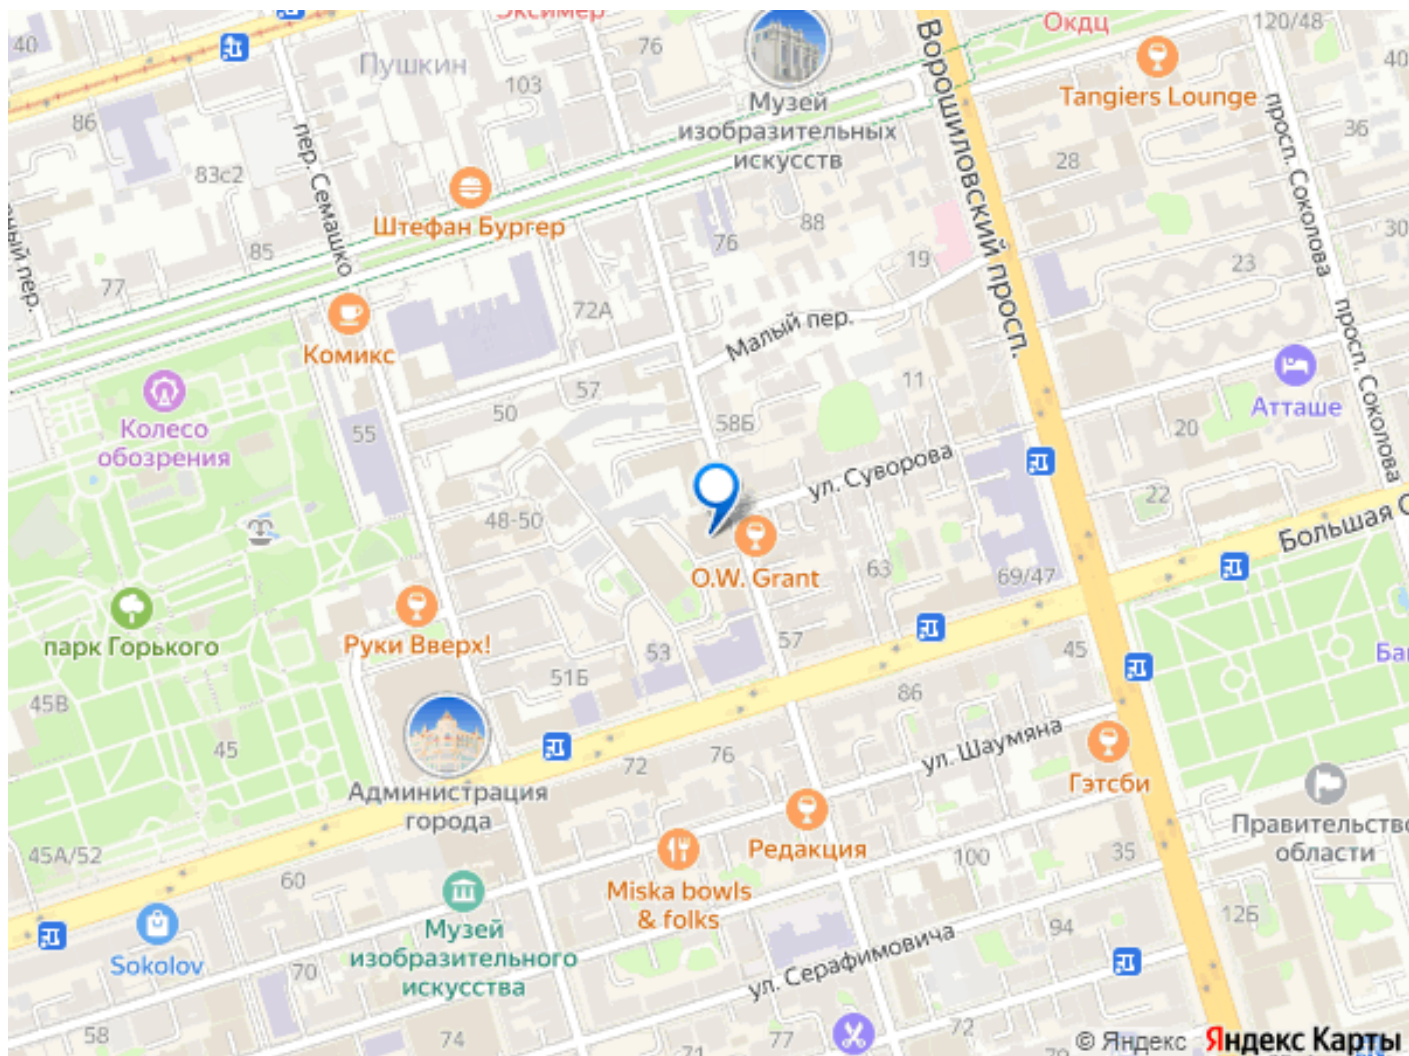 Эксимер
Окдц
120/48
40
Пушкин
76
103
Ворошиловский просп.
Tangiers Lounge
40
86
пер. Семашко
Музей
изобразительных
искусств
просп. Соколова
36
83с2
28
Штефан Бургер
88
76
85
30
77
19
23
72А
Малый пер.
Комикс
просп. Соколова
57
11
Атташе
Колесо
обозрения
50
58Б
55
20
ул. Суворова
22
48-50
Большая С
O.W. Grant
63
69/47
парк Горького
Руки Вверх!
57
53
45
Ба
51Б
45В
86
45
76
72
ул. Шаумяна
Гэтсби
Администрация
города
Правительство
области
Редакция
45А/52
100
35
60
Miska bowls
& folks
12Б
94
Музей
изобразительного
искусства
Sokolov
70
ул. Серафимовича
58
74
77
72
© Яндекс Яндекс Карты